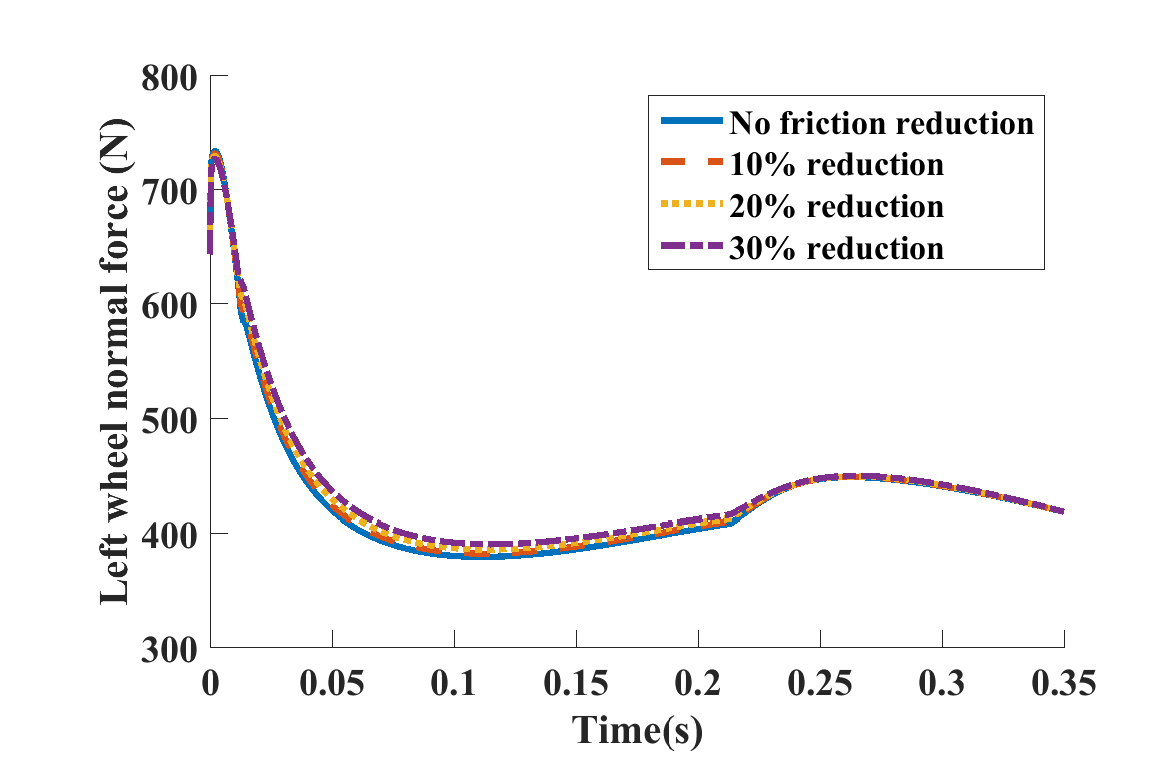 800
700
600
500
400
300
Left wheel normal force (N)
No friction reduction
10% reduction
20% reduction
30% reduction
0 0.05 0.1 0.15 0.2 0.25 0.3 0.35
Time(s)